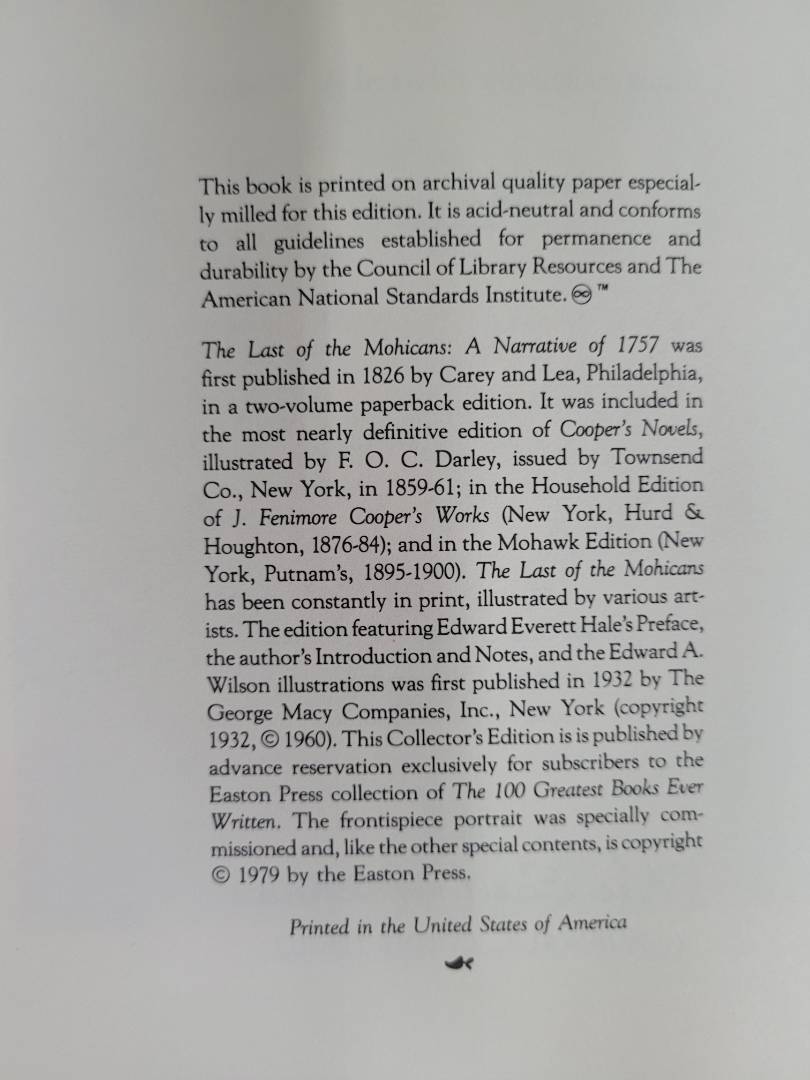 This book is printed on archival quality paper especial-
ly milled for this edition. It is acid-neutral and conforms
to all guidelines established for permanence and
durability by the Council of Library Resources and The
American National Standards Institute. ♾ ™
The Last of the Mohicans: A Narrative of 1757 was
first published in 1826 by Carey and Lea, Philadelphia,
in a two-volume paperback edition. It was included in
the most nearly definitive edition of Cooper's Novels,
illustrated by F. O. C. Darley, issued by Townsend
Co., New York, in 1859-61; in the Household Edition
of J. Fenimore Cooper's Works (New York, Hurd &
Houghton, 1876-84); and in the Mohawk Edition (New
York, Putnam's, 1895-1900). The Last of the Mohicans
has been constantly in print, illustrated by various art-
ists. The edition featuring Edward Everett Hale's Preface,
the author's Introduction and Notes, and the Edward A.
Wilson illustrations was first published in 1932 by The
George Macy Companies, Inc., New York (copyright
1932, © 1960). This Collector's Edition is is published by
advance reservation exclusively for subscribers to the
Easton Press collection of The 100 Greatest Books Ever
Written. The frontispiece portrait was specially com-
missioned and, like the other special contents, is copyright
© 1979 by the Easton Press.
Printed in the United States of America